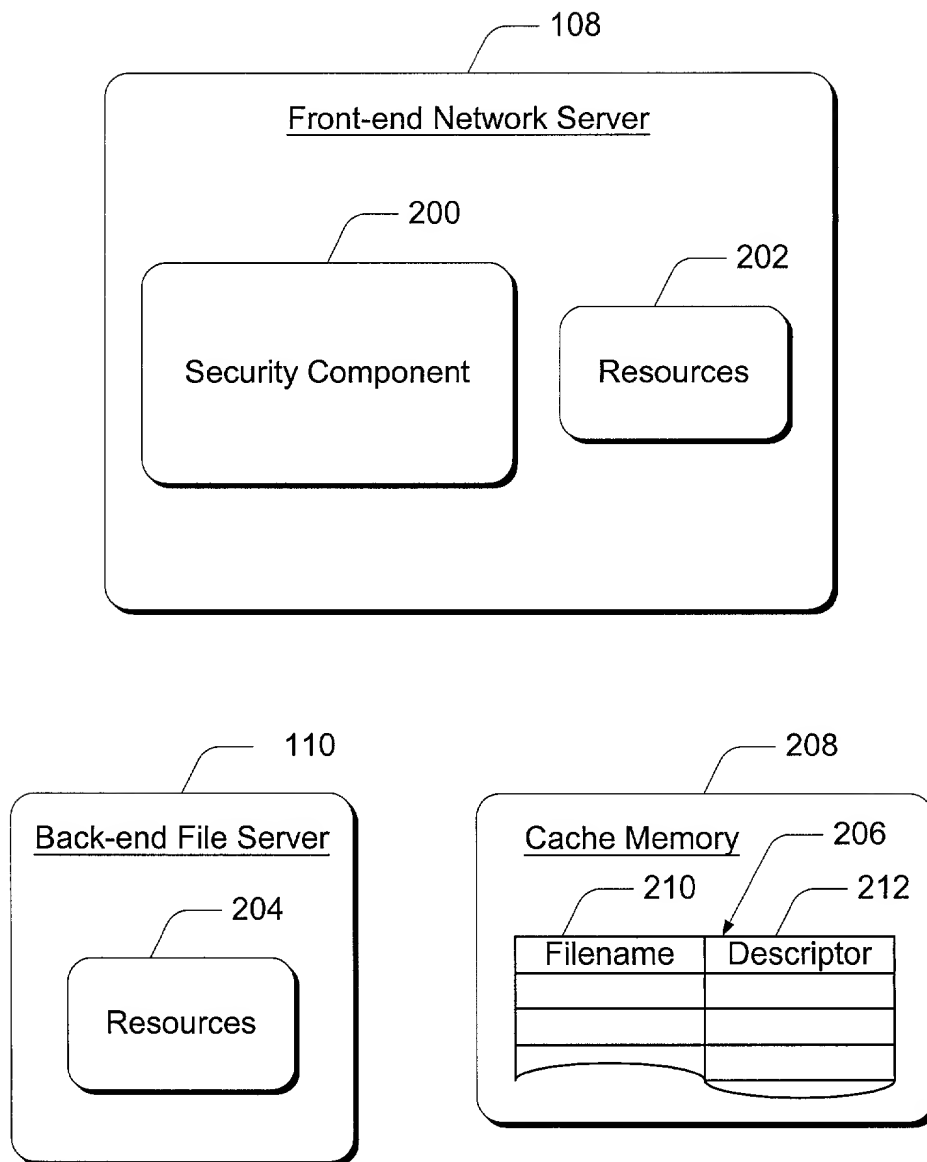 108
Front-end Network Server
200
202
Security Component
Resources
110
208
Back-end File Server
Cache Memory
206
204
210
212
Filename
Descriptor
Resources